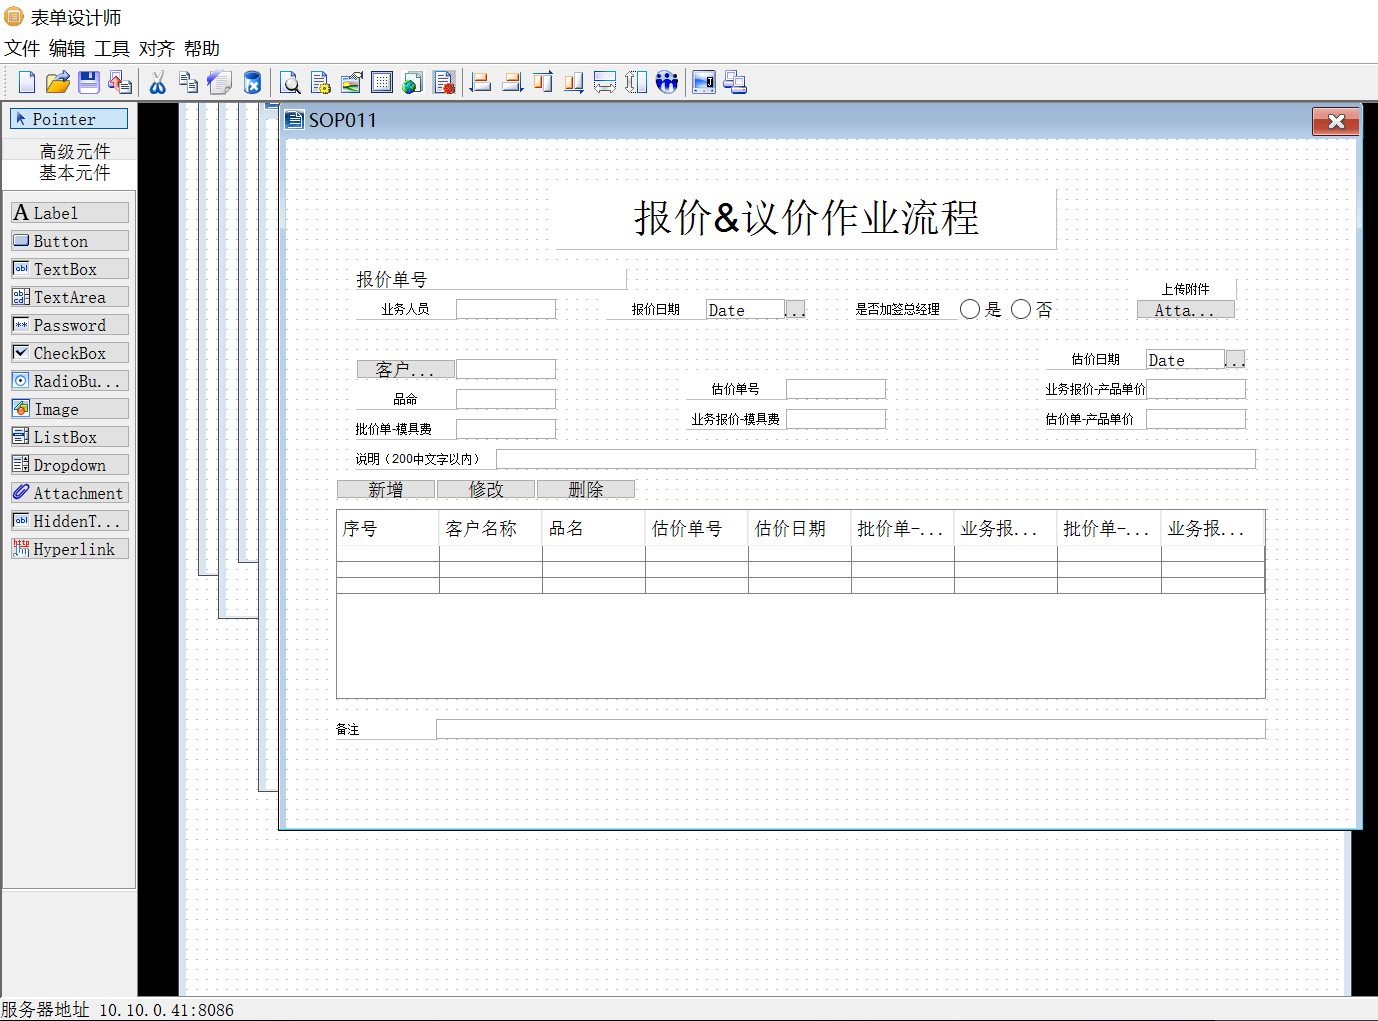 表单设计师
文件 编辑 工具 对齐 帮助
Pointer
高级元件
基本元件
Label
Button
TextBox
TextArea
Password
CheckBox
RadioBu...
Image
ListBox
Dropdown
Attachment
HiddenT...
Hyperlink
SOP011
报价&议价作业流程
报价单号
上传附件
业务人员
报价日期 Date ...
是否加签总经理 是 否
Atta...
估价日期 Date ...
客户...
估价单号
业务报价-产品单价
品命
业务报价-模具费
估价单-产品单价
批价单-模具费
说明（200中文字以内）
新增 修改 删除
序号 客户名称 品名 估价单号 估价日期 批价单-... 业务报... 批价单-... 业务报...
备注
服务器地址 10.10.0.41:8086